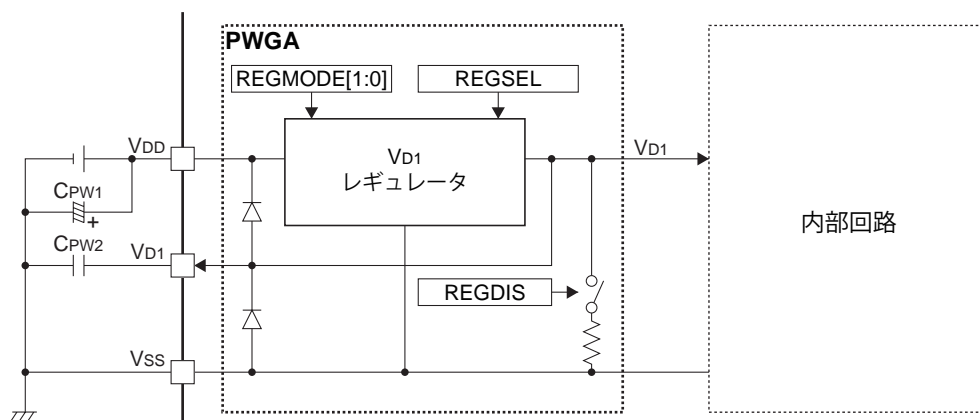 PWGA
REGMODE[1:0]
REGSEL
VDD
VD1
レギュレータ
VD1
内部回路
CPW1
+
CPW2
VD1
REGDIS
VSS